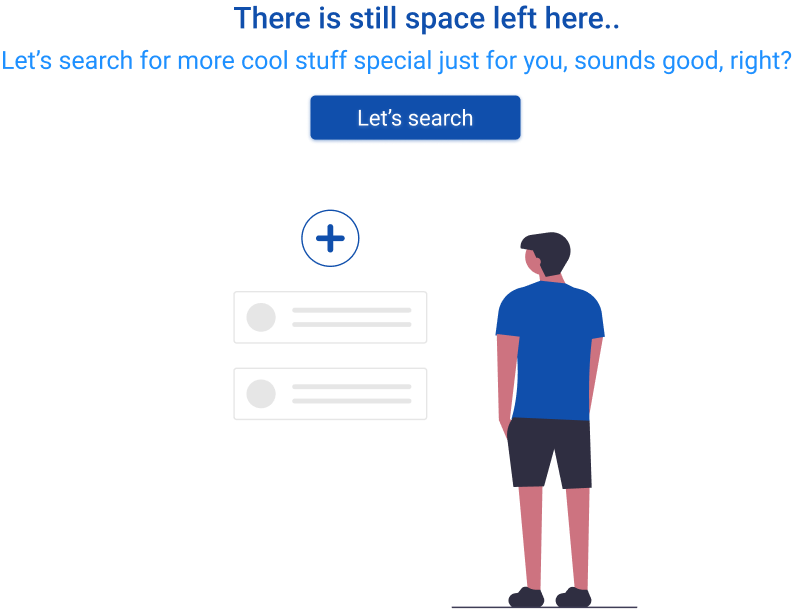 There is still space left here..
Let’s search for more cool stuff special just for you, sounds good, right?
Let’s search